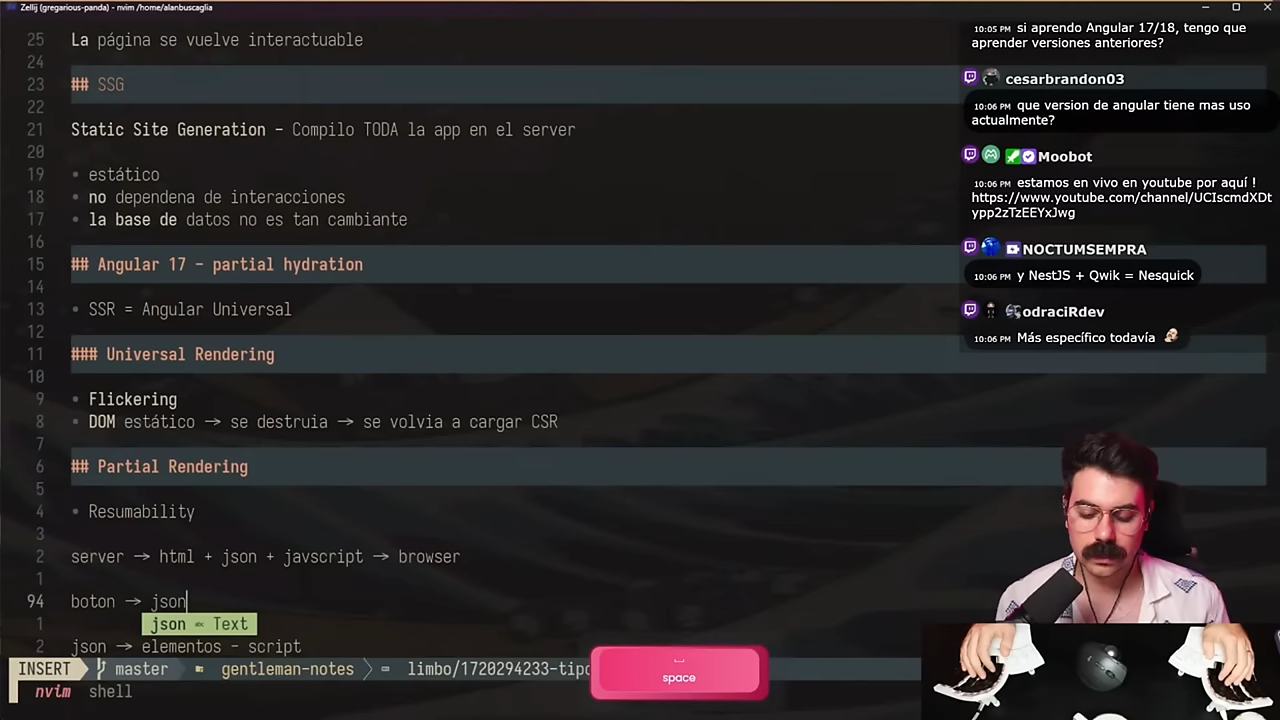 Zellij (gregarious-panda) - nvim /home/alanbuscaglia
25 La página se vuelve interactuable
24
23 ## SSG
22
21 Static Site Generation - Compilo TODA la app en el server
20
19 • estático
18 • no dependena de interacciones
17 • la base de datos no es tan cambiante
16
15 ## Angular 17 - partial hydration
14
13 • SSR = Angular Universal
12
11 ### Universal Rendering
10
9 • Flickering
8 • DOM estático → se destruia → se volvia a cargar CSR
7
6 ## Partial Rendering
5
4 • Resumability
3
2 server → html + json + javscript → browser
1
94 boton → json
1 json Text
2 json → elementos - script
INSERT master gentleman-notes limbo/1720294233-tipo
nvim shell
space
10:05 PM si aprendo Angular 17/18, tengo que
aprender versiones anteriores?
cesarbrandon03
10:06 PM que version de angular tiene mas uso
actualmente?
Moobot
10:06 PM estamos en vivo en youtube por aquí !
https://www.youtube.com/channel/UCIscmdXDt
ypp2zTzEEYxJwg
NOCTUMSEMPRA
10:06 PM y NestJS + Qwik = Nesquick
odraciRdev
10:06 PM Más específico todavía